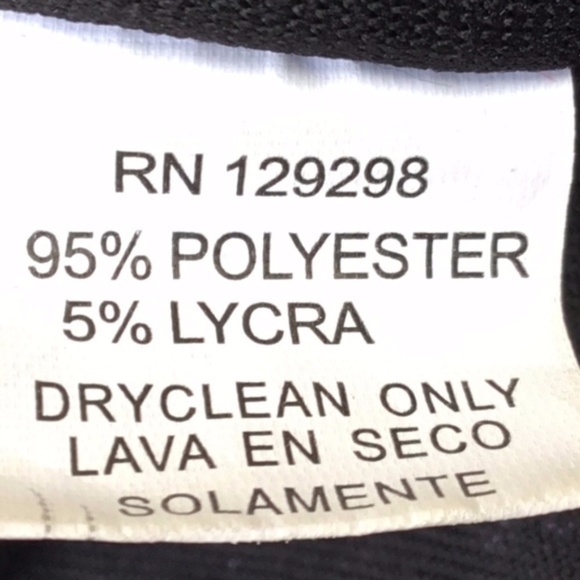 RN 129298
95% POLYESTER
5% LYCRA
DRYCLEAN ONLY
LAVA EN SECO
SOLAMENTE